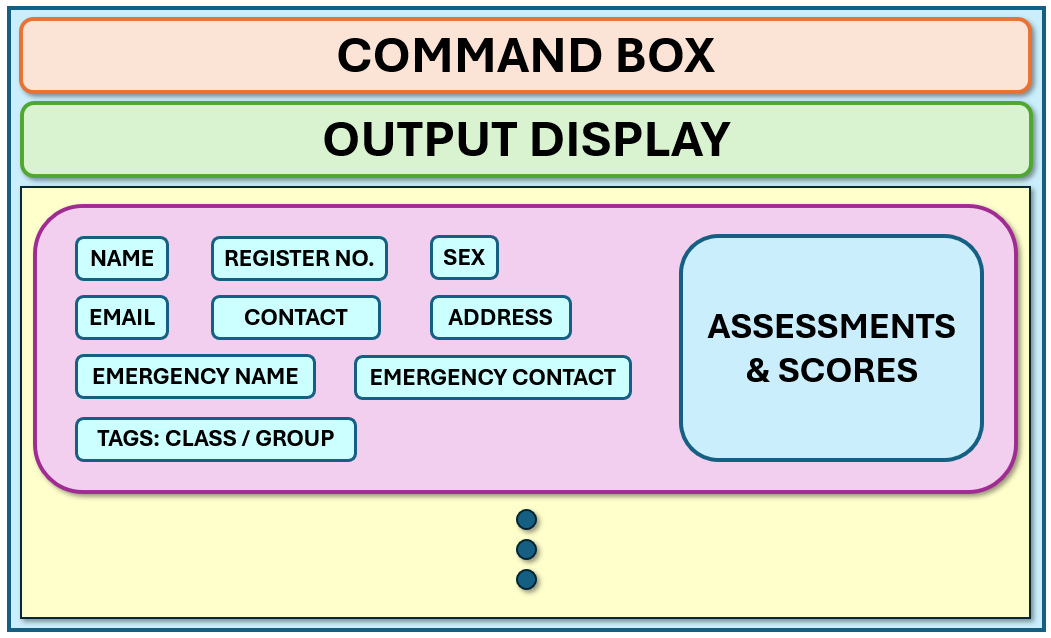 COMMAND BOX
OUTPUT DISPLAY
NAME
REGISTER NO.
SEX
EMAIL
CONTACT
ADDRESS
EMERGENCY NAME
EMERGENCY CONTACT
TAGS: CLASS / GROUP
ASSESSMENTS
& SCORES